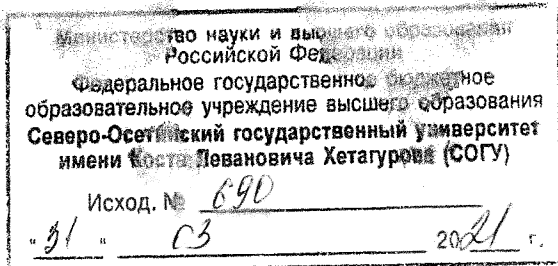 Министерство науки и высшего образования
Российской Федерации
Федеральное государственное бюджетное
образовательное учреждение высшего образования
Северо-Осетинский государственный университет
имени Коста Левановича Хетагурова (СОГУ)
Исход. № 690
"31" 03 2021 г.